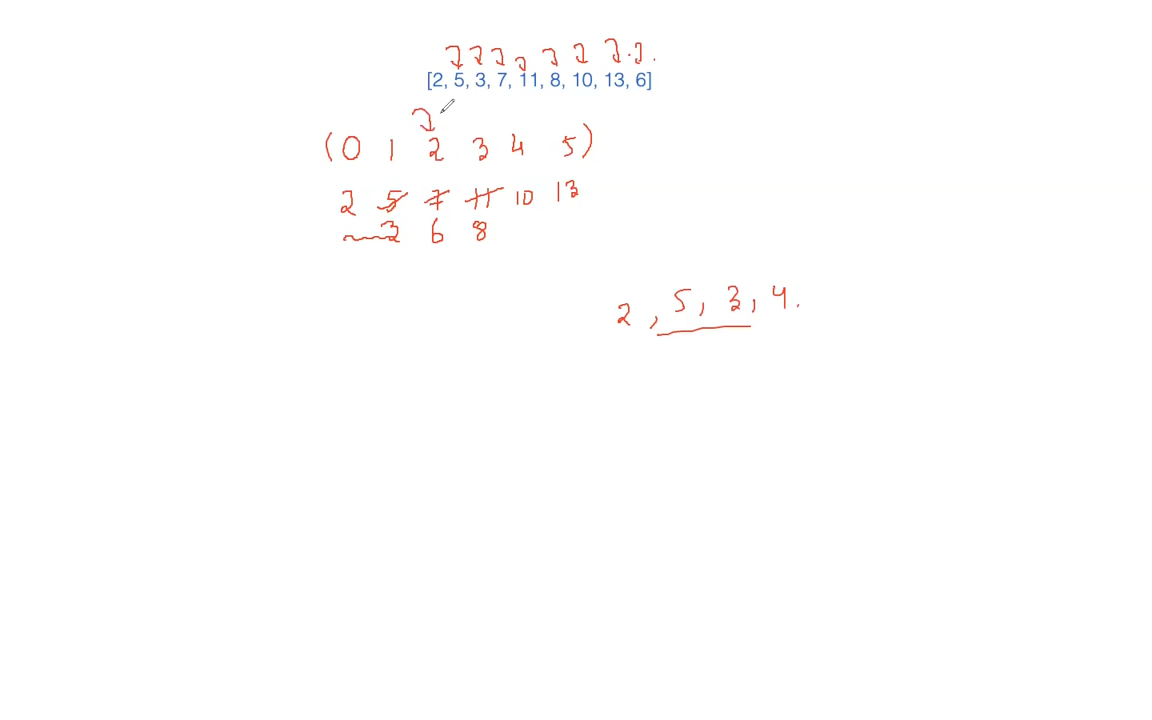 [2, 5, 3, 7, 11, 8, 10, 13, 6]
(0 1 2 3 4 5)
2 5 7 11 10 13
3 6 8
2, 5, 3, 4.